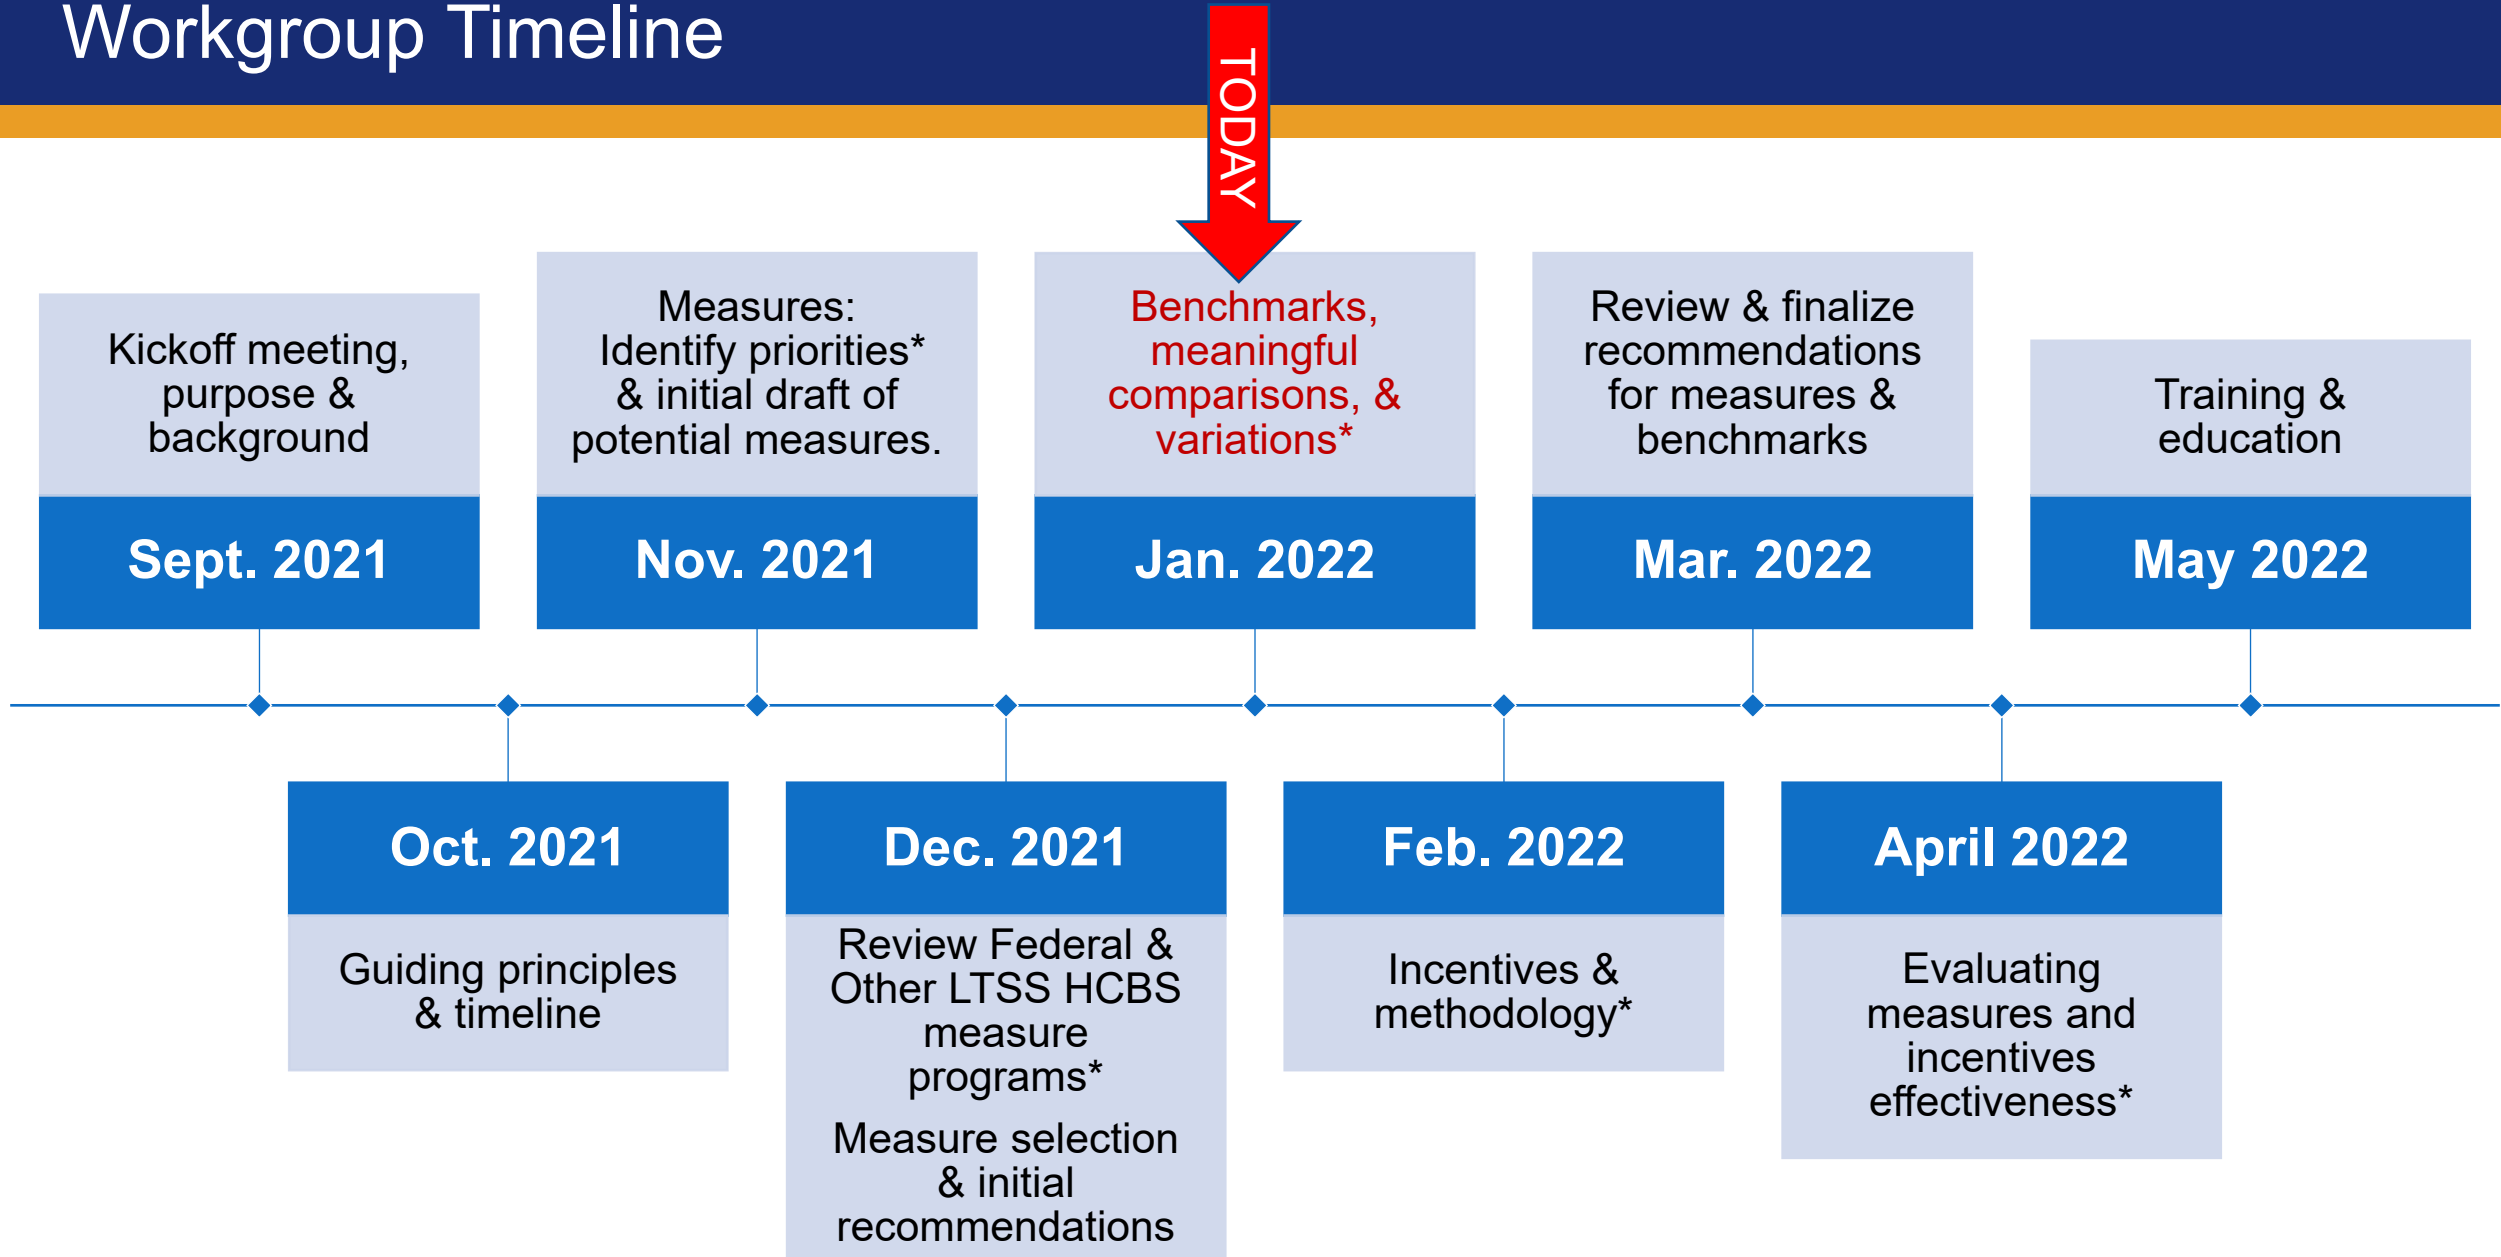 Workgroup Timeline
TODAY
Kickoff meeting,
purpose &
background
Sept. 2021
Measures:
Identify priorities*
& initial draft of
potential measures.
Nov. 2021
Benchmarks,
meaningful
comparisons, &
variations*
Jan. 2022
Review & finalize
recommendations
for measures &
benchmarks
Mar. 2022
Training &
education
May 2022
Oct. 2021
Guiding principles
& timeline
Dec. 2021
Review Federal &
Other LTSS HCBS
measure
programs*
Measure selection
& initial
recommendations
Feb. 2022
Incentives &
methodology*
April 2022
Evaluating
measures and
incentives
effectiveness*